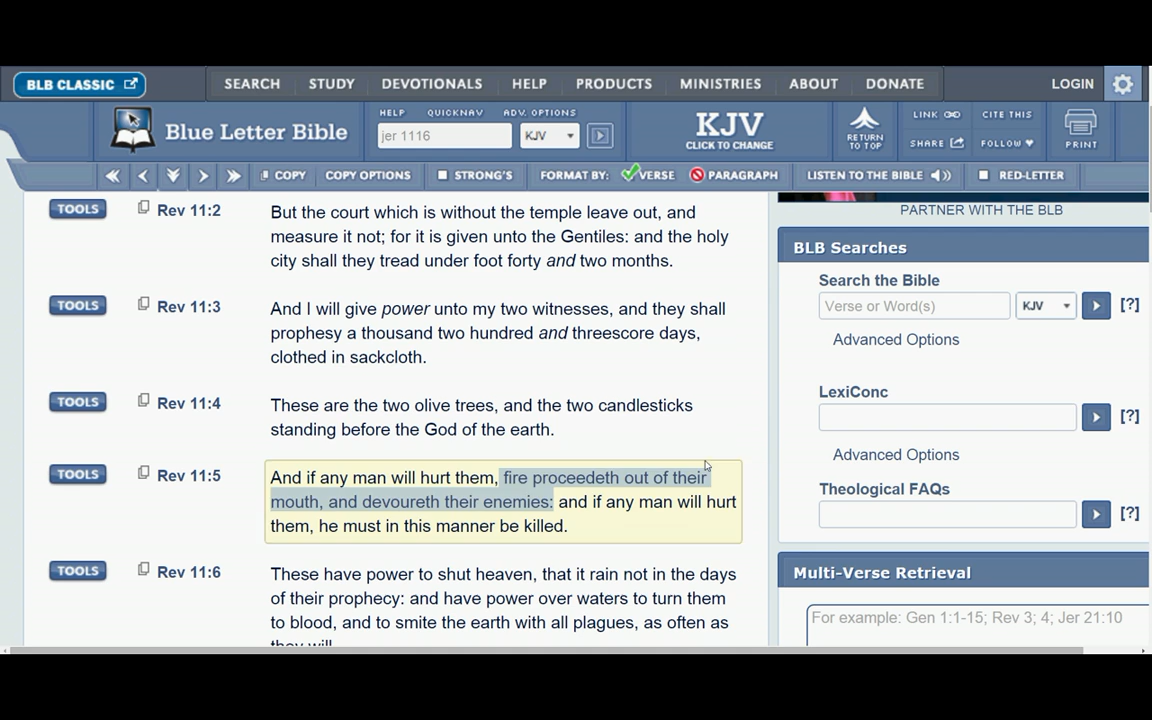 BLB CLASSIC
SEARCH STUDY DEVOTIONALS HELP PRODUCTS MINISTRIES ABOUT DONATE LOGIN
Blue Letter Bible
HELP QUICKNAV ADV. OPTIONS
jer 1116 KJV
KJV
CLICK TO CHANGE
RETURN
TO TOP
LINK CITE THIS
SHARE FOLLOW
PRINT
COPY COPY OPTIONS STRONG'S FORMAT BY: VERSE PARAGRAPH LISTEN TO THE BIBLE RED-LETTER
TOOLS Rev 11:2 But the court which is without the temple leave out, and
measure it not; for it is given unto the Gentiles: and the holy
city shall they tread under foot forty and two months.
TOOLS Rev 11:3 And I will give power unto my two witnesses, and they shall
prophesy a thousand two hundred and threescore days,
clothed in sackcloth.
TOOLS Rev 11:4 These are the two olive trees, and the two candlesticks
standing before the God of the earth.
TOOLS Rev 11:5 And if any man will hurt them, fire proceedeth out of their
mouth, and devoureth their enemies: and if any man will hurt
them, he must in this manner be killed.
TOOLS Rev 11:6 These have power to shut heaven, that it rain not in the days
of their prophecy: and have power over waters to turn them
to blood, and to smite the earth with all plagues, as often as
they will.
PARTNER WITH THE BLB
BLB Searches
Search the Bible
Verse or Word(s) KJV [?]
Advanced Options
LexiConc
[?]
Advanced Options
Theological FAQs
[?]
Multi-Verse Retrieval
For example: Gen 1:1-15; Rev 3; 4; Jer 21:10